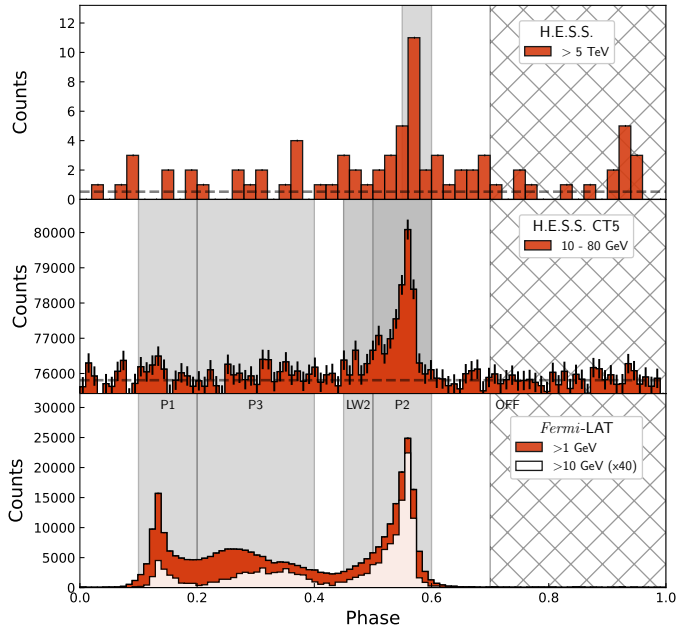 H.E.S.S.
> 5 TeV
Counts
12
10
8
6
4
2
0
H.E.S.S. CT5
10 - 80 GeV
Counts
80000
79000
78000
77000
76000
P1
P3
LW2
P2
OFF
Fermi-LAT
>1 GeV
>10 GeV (x40)
Counts
30000
25000
20000
15000
10000
5000
0
0.0 0.2 0.4 0.6 0.8 1.0
Phase